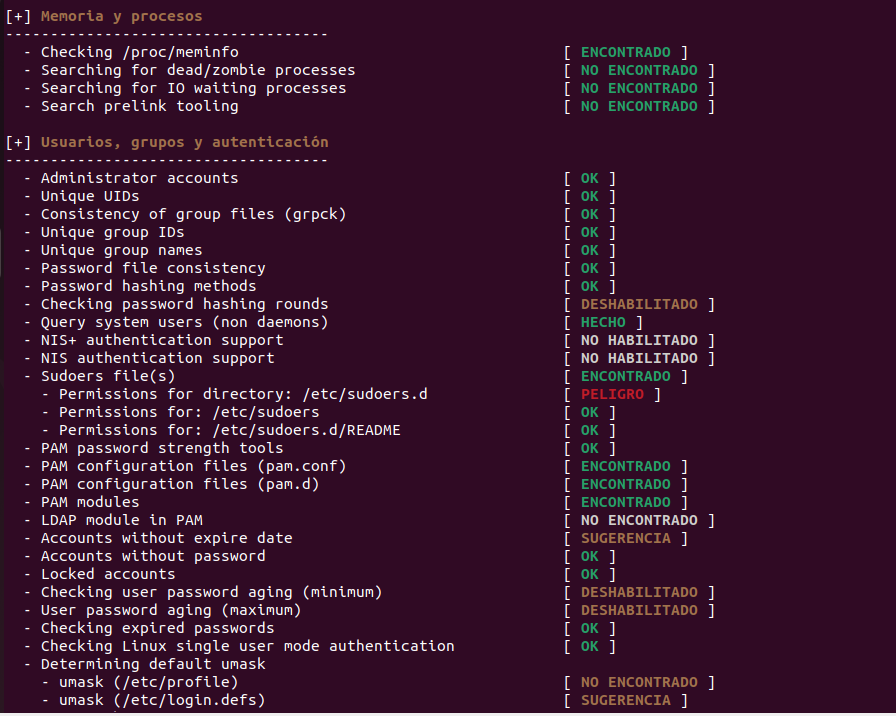 [+] Memoria y procesos
------------------------------------
- Checking /proc/meminfo [ ENCONTRADO ]
- Searching for dead/zombie processes [ NO ENCONTRADO ]
- Searching for IO waiting processes [ NO ENCONTRADO ]
- Search prelink tooling [ NO ENCONTRADO ]
[+] Usuarios, grupos y autenticación
------------------------------------
- Administrator accounts [ OK ]
- Unique UIDs [ OK ]
- Consistency of group files (grpck) [ OK ]
- Unique group IDs [ OK ]
- Unique group names [ OK ]
- Password file consistency [ OK ]
- Password hashing methods [ OK ]
- Checking password hashing rounds [ DESHABILITADO ]
- Query system users (non daemons) [ HECHO ]
- NIS+ authentication support [ NO HABILITADO ]
- NIS authentication support [ NO HABILITADO ]
- Sudoers file(s) [ ENCONTRADO ]
- Permissions for directory: /etc/sudoers.d [ PELIGRO ]
- Permissions for: /etc/sudoers [ OK ]
- Permissions for: /etc/sudoers.d/README [ OK ]
- PAM password strength tools [ OK ]
- PAM configuration files (pam.conf) [ ENCONTRADO ]
- PAM configuration files (pam.d) [ ENCONTRADO ]
- PAM modules [ ENCONTRADO ]
- LDAP module in PAM [ NO ENCONTRADO ]
- Accounts without expire date [ SUGERENCIA ]
- Accounts without password [ OK ]
- Locked accounts [ OK ]
- Checking user password aging (minimum) [ DESHABILITADO ]
- User password aging (maximum) [ DESHABILITADO ]
- Checking expired passwords [ OK ]
- Checking Linux single user mode authentication [ OK ]
- Determining default umask
- umask (/etc/profile) [ NO ENCONTRADO ]
- umask (/etc/login.defs) [ SUGERENCIA ]